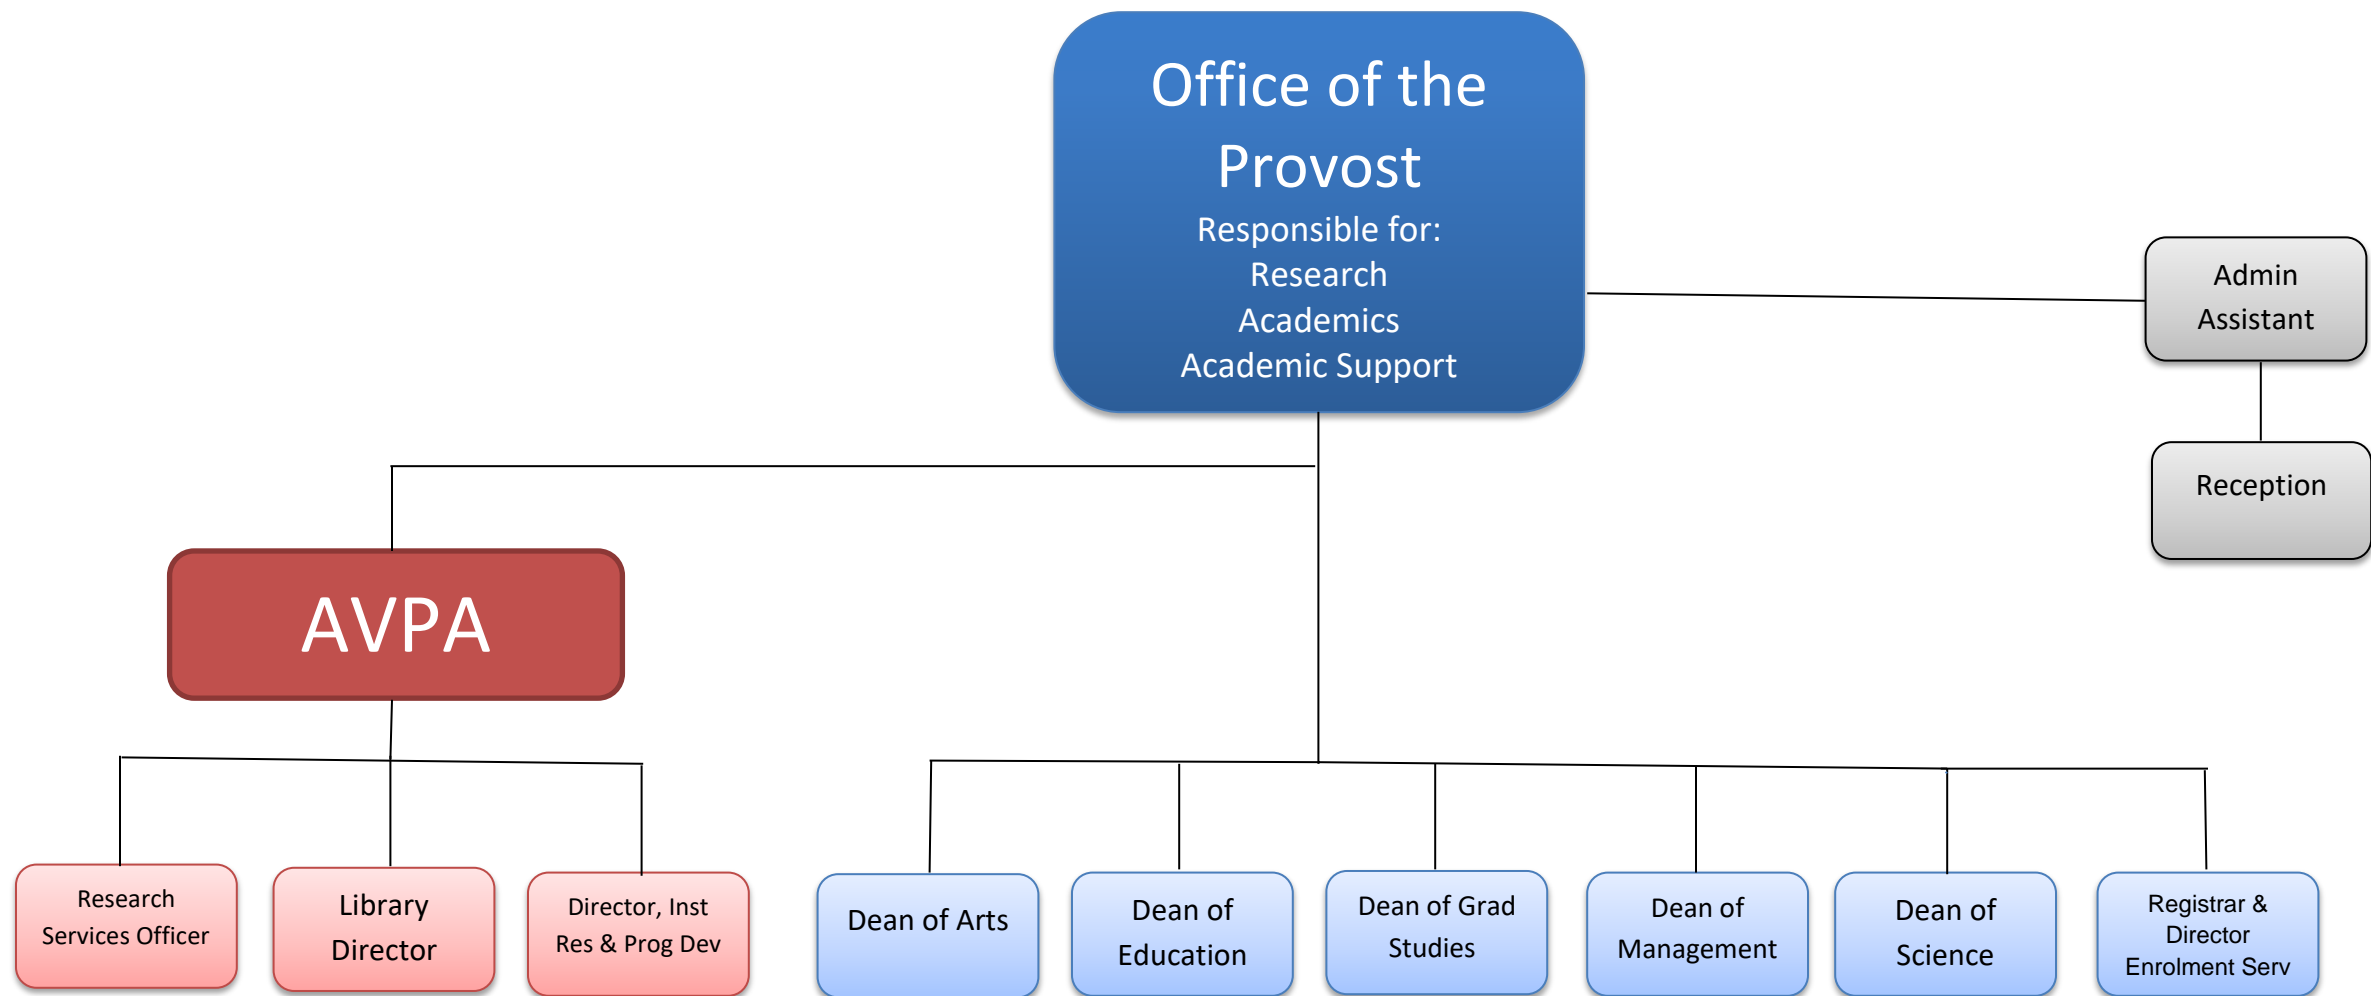 Office of the
Provost
Responsible for:
Research
Academics
Academic Support
Admin
Assistant
Reception
AVPA
Research
Services Officer
Library
Director
Director, Inst
Res & Prog Dev
Dean of Arts
Dean of
Education
Dean of Grad
Studies
Dean of
Management
Dean of
Science
Registrar &
Director
Enrolment Serv